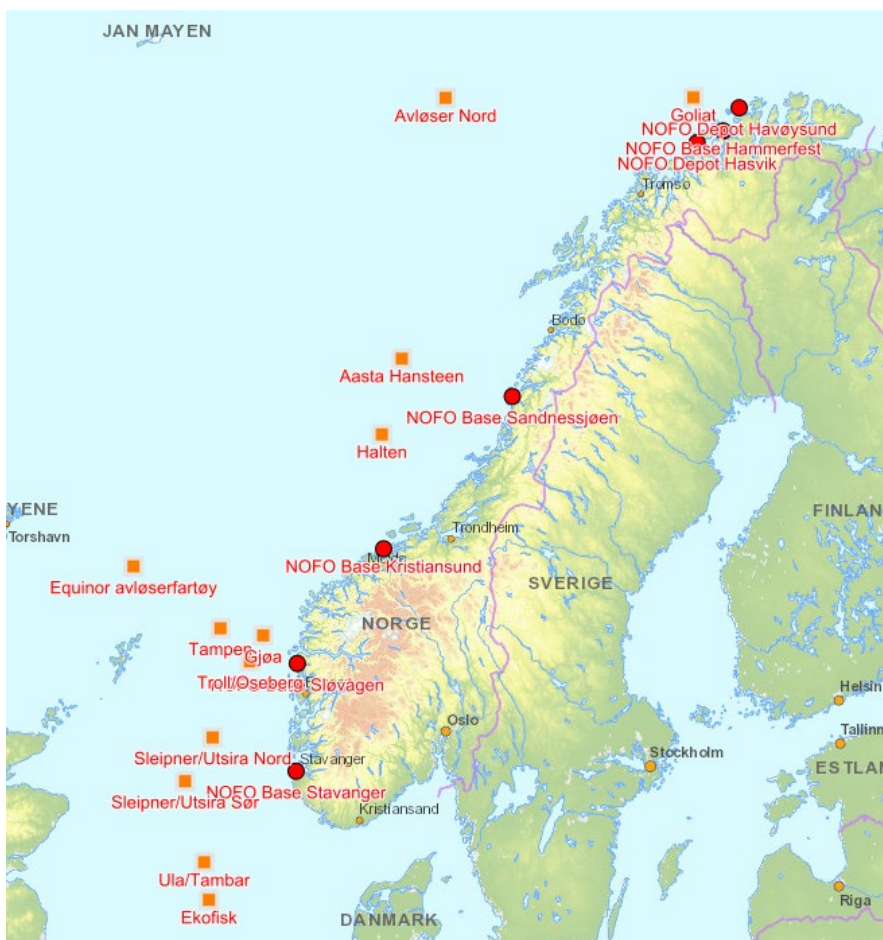 JAN MAYEN
Avløser Nord
Goliat
NOFO Depot Havøysund
NOFO Base Hammerfest
NOFO Depot Hasvik
Tromsø
Bodø
Aasta Hansteen
NOFO Base Sandnessjøen
Halten
YENE
Torshavn
FINLAN
Trondheim
NOFO Base Kristiansund
Equinor avløserfartøy
SVERIGE
NORGE
Tampen
Gjøa
Troll/Oseberg
Sløvågen
Helsin
Oslo
Tallinn
Sleipner/Utsira Nord
Stavanger
Stockholm
ESTLAN
NOFO Base Stavanger
Sleipner/Utsira Sør
Kristiansand
Ula/Tambar
Riga
Ekofisk
DANMARK